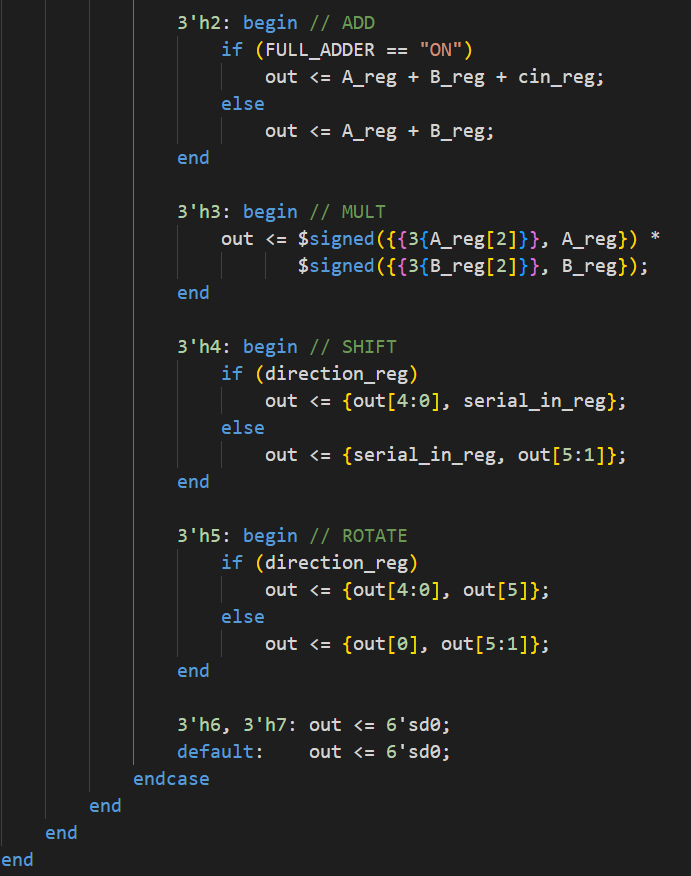 3'h2: begin // ADD
if (FULL_ADDER == "ON")
out <= A_reg + B_reg + cin_reg;
else
out <= A_reg + B_reg;
end
3'h3: begin // MULT
out <= $signed({{3{A_reg[2]}}, A_reg}) *
$signed({{3{B_reg[2]}}, B_reg});
end
3'h4: begin // SHIFT
if (direction_reg)
out <= {out[4:0], serial_in_reg};
else
out <= {serial_in_reg, out[5:1]};
end
3'h5: begin // ROTATE
if (direction_reg)
out <= {out[4:0], out[5]};
else
out <= {out[0], out[5:1]};
end
3'h6, 3'h7: out <= 6'sd0;
default: out <= 6'sd0;
endcase
end
end
end